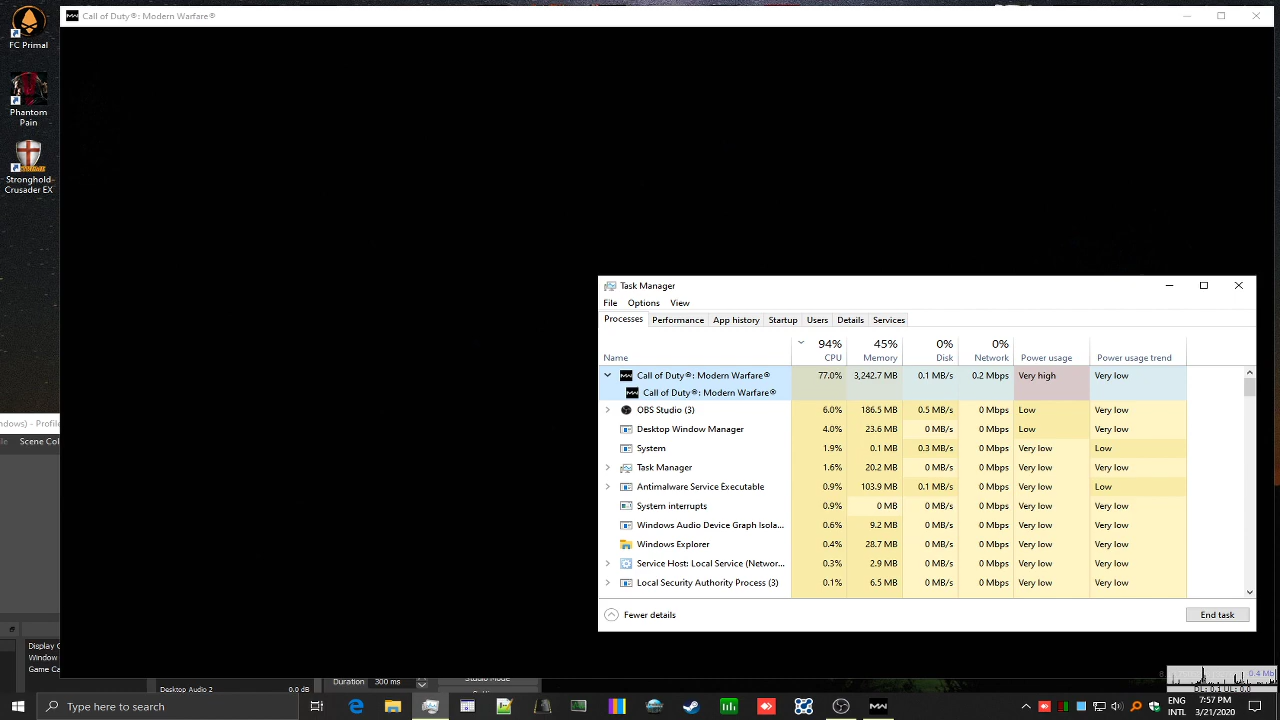 Call of Duty®: Modern Warfare®
FC Primal
Phantom
Pain
Stronghold
Crusader EX
Task Manager
File Options View
Processes Performance App history Startup Users Details Services
94% 45% 0% 0%
Name CPU Memory Disk Network Power usage Power usage trend
Call of Duty®: Modern Warfare® 77.0% 3,242.7 MB 0.1 MB/s 0.2 Mbps Very high Very low
Call of Duty®: Modern Warfare®
OBS Studio (3) 6.0% 186.5 MB 0.5 MB/s 0 Mbps Low Very low
Desktop Window Manager 4.0% 23.6 MB 0 MB/s 0 Mbps Low Very low
System 1.9% 0.1 MB 0.3 MB/s 0 Mbps Very low Low
Task Manager 1.6% 20.2 MB 0 MB/s 0 Mbps Very low Very low
Antimalware Service Executable 0.9% 103.9 MB 0.1 MB/s 0 Mbps Very low Low
System interrupts 0.9% 0 MB 0 MB/s 0 Mbps Very low Very low
Windows Audio Device Graph Isola... 0.6% 9.2 MB 0 MB/s 0 Mbps Very low Very low
Windows Explorer 0.4% 28.7 MB 0 MB/s 0 Mbps Very low Very low
Service Host: Local Service (Networ... 0.3% 2.9 MB 0 MB/s 0 Mbps Very low Very low
Local Security Authority Process (3) 0.1% 6.5 MB 0 MB/s 0 Mbps Very low Very low
Fewer details End task
ndows) - Profile
Scene Col
Display C
Window
Game Ca
Desktop Audio 2 0.0 dB
Duration 300 ms
Studio Mode
0.4 Mb
DL: 0.1 UL: 0.0
Type here to search
ENG
INTL
7:57 PM
3/21/2020